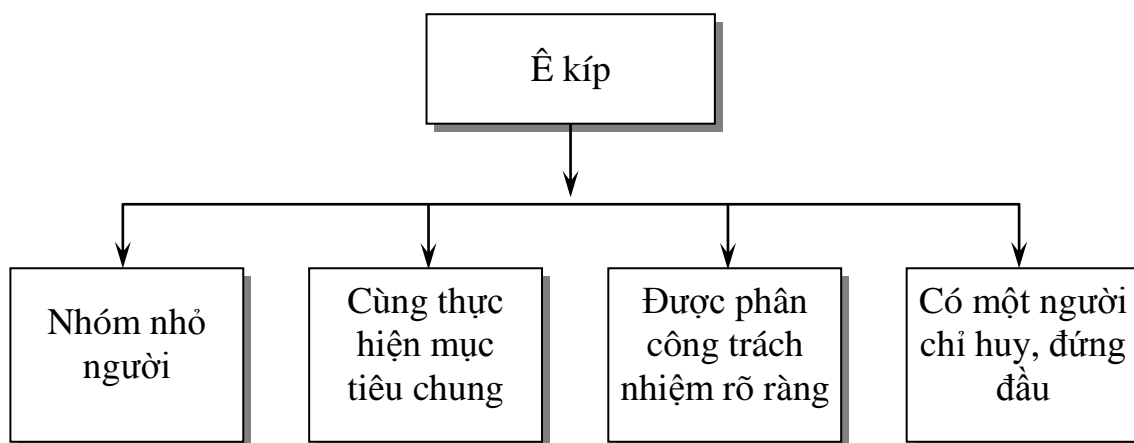 Ê kíp
Nhóm nhỏ
người
Cùng thực
hiện mục
tiêu chung
Được phân
công trách
nhiệm rõ ràng
Có một người
chỉ huy, đứng
đầu